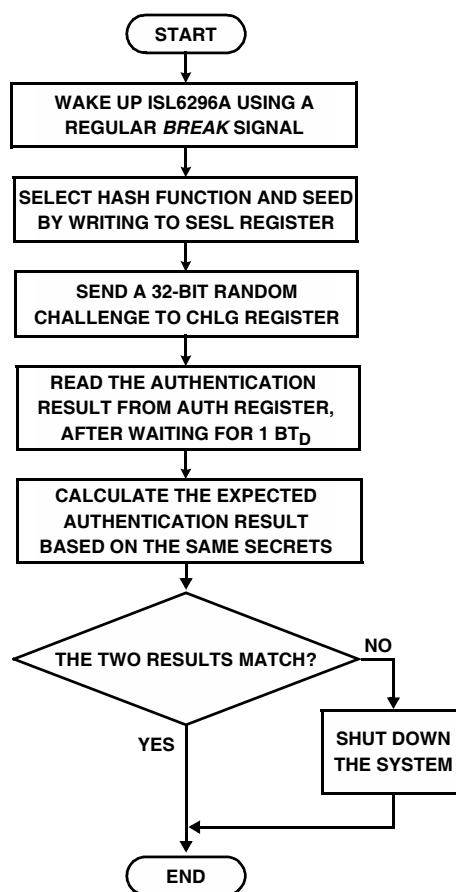 START
WAKE UP ISL6296A USING A
REGULAR BREAK SIGNAL
SELECT HASH FUNCTION AND SEED
BY WRITING TO SESL REGISTER
SEND A 32-BIT RANDOM
CHALLENGE TO CHLG REGISTER
READ THE AUTHENTICATION
RESULT FROM AUTH REGISTER,
AFTER WAITING FOR 1 BTD
CALCULATE THE EXPECTED
AUTHENTICATION RESULT
BASED ON THE SAME SECRETS
THE TWO RESULTS MATCH?
NO
YES
SHUT DOWN
THE SYSTEM
END